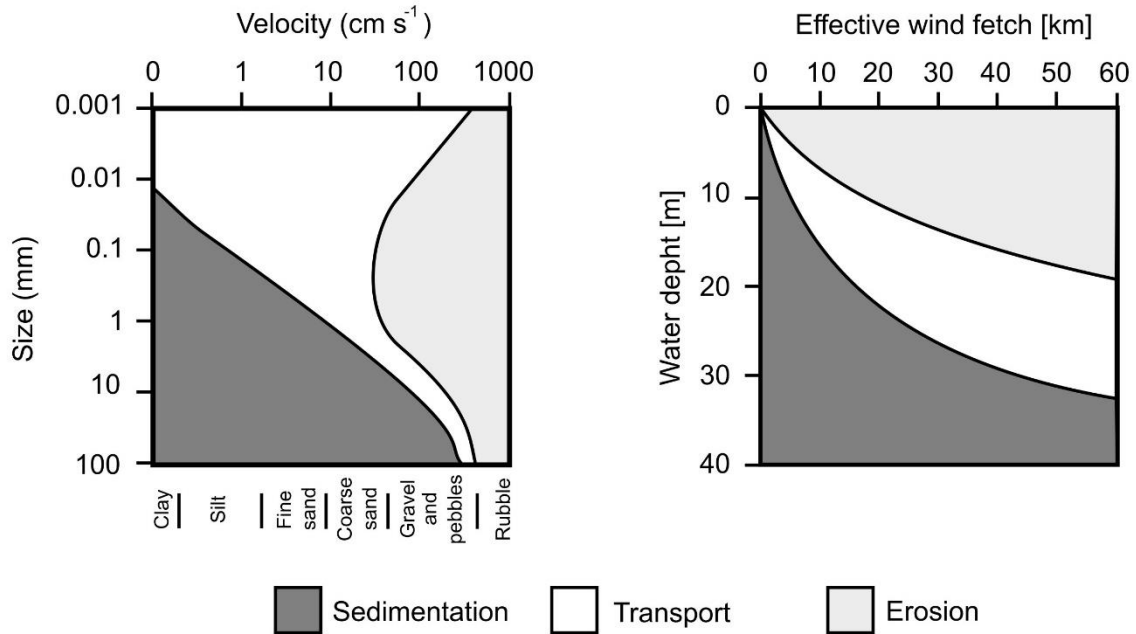 Velocity (cm s⁻¹)
0 1 10 100 1000
Size (mm)
0.001
0.01
0.1
1
10
100
Clay
Silt
Fine
sand
Coarse
sand
Gravel
and
pebbles
Rubble
Effective wind fetch [km]
0 10 20 30 40 50 60
Water depht [m]
0
10
20
30
40
Sedimentation
Transport
Erosion